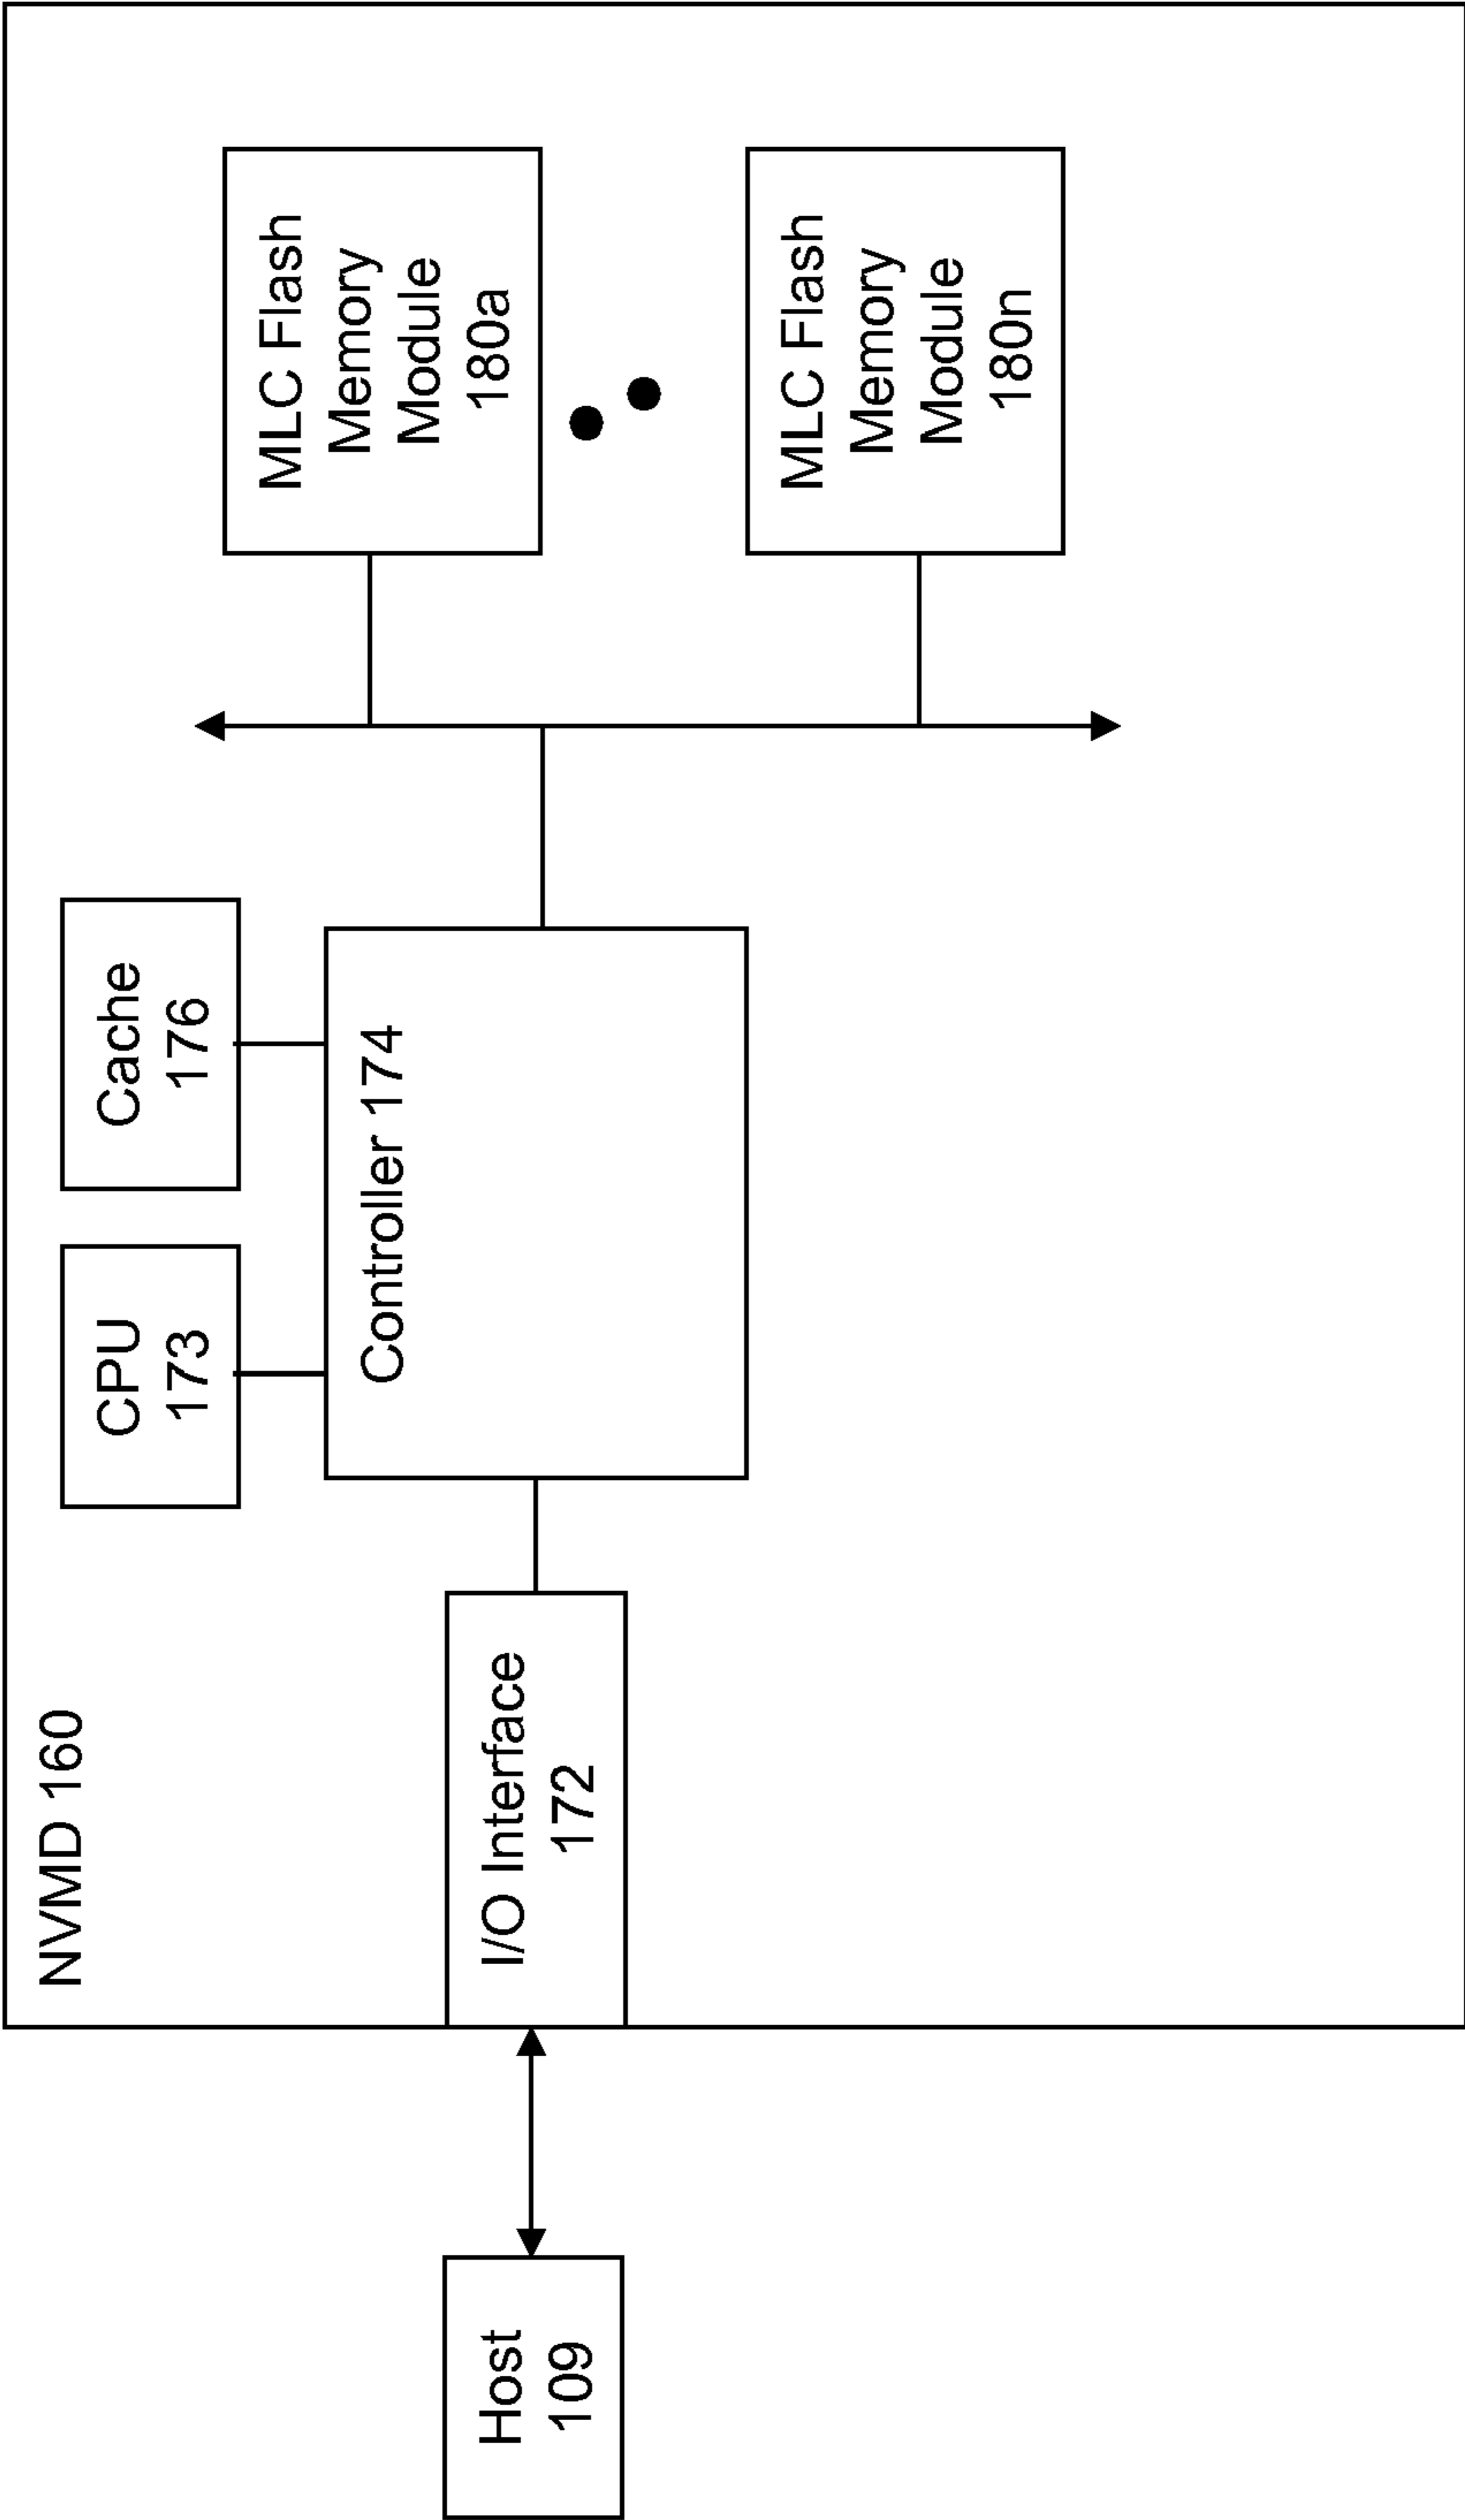 NVMD 160
CPU
173
Cache
176
MLC Flash
Memory
Module
180a
Controller 174
Host
109
I/O Interface
172
MLC Flash
Memory
Module
180n